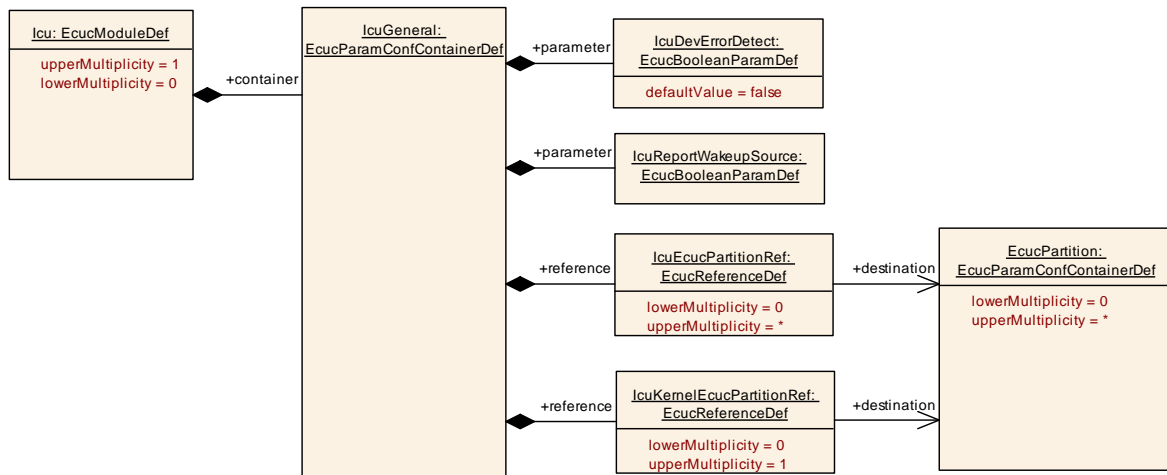 Icu: EcucModuleDef
upperMultiplicity = 1
lowerMultiplicity = 0
+container
IcuGeneral:
EcucParamConfContainerDef
+parameter
IcuDevErrorDetect:
EcucBooleanParamDef
defaultValue = false
+parameter
IcuReportWakeupSource:
EcucBooleanParamDef
+reference
IcuEcucPartitionRef:
EcucReferenceDef
lowerMultiplicity = 0
upperMultiplicity = *
+destination
EcucPartition:
EcucParamConfContainerDef
lowerMultiplicity = 0
upperMultiplicity = *
+reference
IcuKernelEcucPartitionRef:
EcucReferenceDef
lowerMultiplicity = 0
upperMultiplicity = 1
+destination